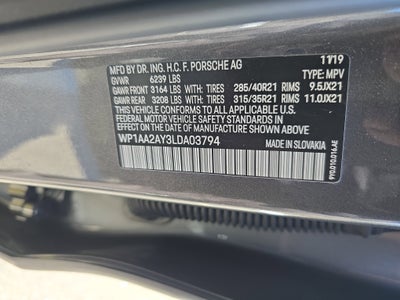 MFD BY DR. ING. H.C. F. PORSCHE AG 11/19
GVWR 6239 LBS TYPE: MPV
GAWR FRONT 3164 LBS WITH TIRES 285/40R21 RIMS 9.5JX21
GAWR REAR 3208 LBS WITH TIRES 315/35R21 RIMS 11.0JX21
THIS VEHICLE CONFORMS TO ALL APPLICABLE U.S.
FEDERAL MOTOR VEHICLE SAFETY STANDARDS IN
EFFECT ON THE DATE OF MANUFACTURE SHOWN ABOVE.
WP1AA2AY3LDA03794 MADE IN SLOVAKIA
9Y0.010.016AE